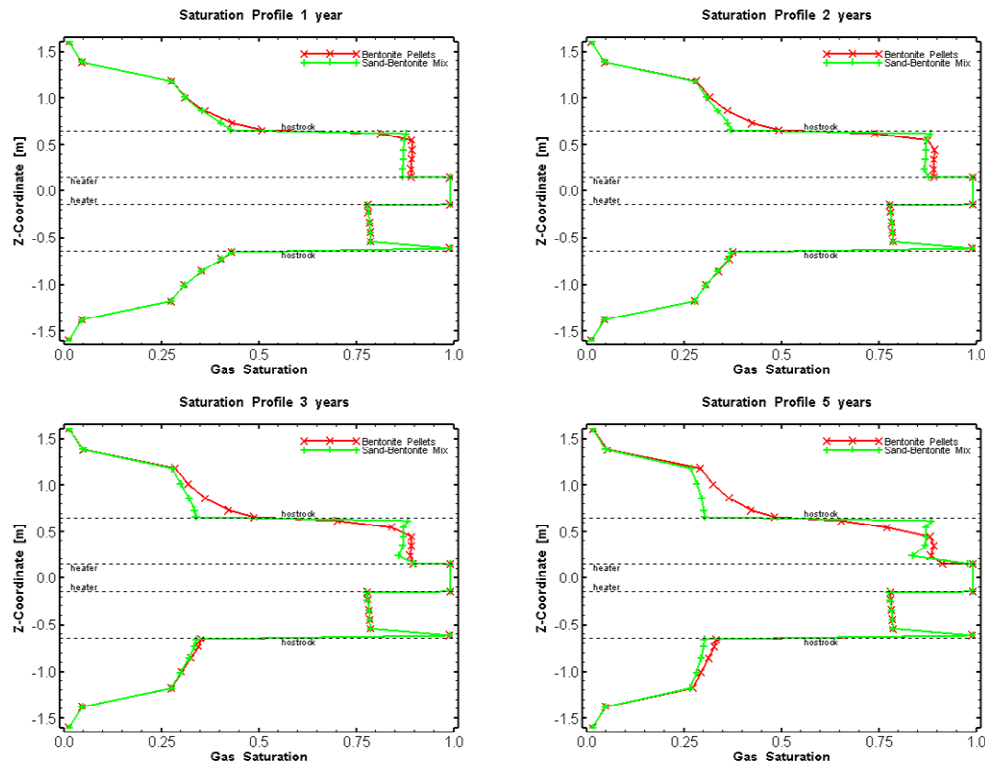 Saturation Profile 1 year
1.5
1.0
0.5
0.0
-0.5
-1.0
-1.5
Z-Coordinate [m]
Bentonite Pellets
Sand-Bentonite Mix
hostrock
heater
heater
hostrock
0.0 0.25 0.5 0.75 1.0
Gas Saturation
Saturation Profile 2 years
1.5
1.0
0.5
0.0
-0.5
-1.0
-1.5
Z-Coordinate [m]
Bentonite Pellets
Sand-Bentonite Mix
hostrock
heater
heater
hostrock
0.0 0.25 0.5 0.75 1.0
Gas Saturation
Saturation Profile 3 years
1.5
1.0
0.5
0.0
-0.5
-1.0
-1.5
Z-Coordinate [m]
Bentonite Pellets
Sand-Bentonite Mix
hostrock
heater
heater
hostrock
0.0 0.25 0.5 0.75 1.0
Gas Saturation
Saturation Profile 5 years
1.5
1.0
0.5
0.0
-0.5
-1.0
-1.5
Z-Coordinate [m]
Bentonite Pellets
Sand-Bentonite Mix
hostrock
heater
heater
hostrock
0.0 0.25 0.5 0.75 1.0
Gas Saturation